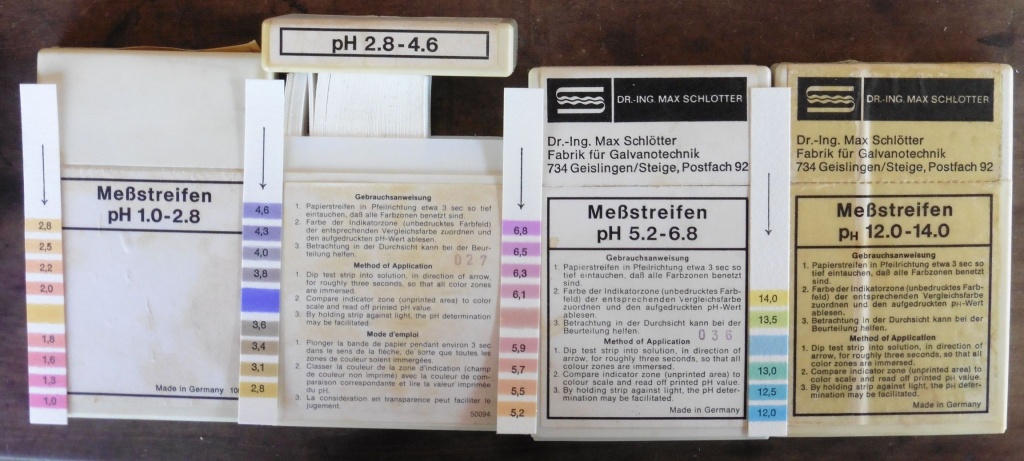 2,8
2,5
2,2
2,0
1,8
1,6
1,3
1,0
Meßstreifen
pH 1.0-2.8
Made in Germany
pH 2.8-4.6
4,6
4,3
4,0
3,8
3,6
3,4
3,1
2,8
Gebrauchsanweisung
1. Papierstreifen in Pfeilrichtung etwa 3 sec so tief
eintauchen, daß alle Farbzonen benetzt
sind.
2. Farbe der Indikatorzone (unbedrucktes Farbfeld)
der entsprechenden Vergleichsfarbe zuordnen und
den aufgedruckten pH-Wert ablesen.
3. Betrachtung in der Durchsicht kann bei der Beur-
teilung helfen.
027
Method of Application
1. Dip test strip into solution, in direction of arrow,
for roughly three seconds, so that all color zones
are immersed.
2. Compare indicator zone (unprinted area) to color
scale and read off printed pH value.
3. By holding strip against light, the pH determination
may be facilitated.
Mode d'emploi
1. Plonger la bande de papier pendant environ 3 sec
dans le sens de la flèche, de sorte que toutes les
zones de couleur soient immergées.
2. Classer la couleur de la zone d'indication (champ
de couleur non imprimé) avec la couleur de com-
paraison correspondante et lire la valeur imprimée
du pH.
3. La considération en transparence peut faciliter le
jugement.
50094
6,8
6,5
6,3
6,1
5,9
5,7
5,5
5,2
DR.-ING. MAX SCHLOTTER
Dr.-Ing. Max Schlötter
Fabrik für Galvanotechnik
734 Geislingen/Steige, Postfach 92
Meßstreifen
pH 5.2-6.8
Gebrauchsanweisung
1. Papierstreifen in Pfeilrichtung etwa 3 sec so
tief eintauchen, daß alle Farbzonen benetzt
sind.
2. Farbe der Indikatorzone (unbedrucktes Farb-
feld) der entsprechenden Vergleichsfarbe
zuordnen und den aufgedruckten pH-Wert
ablesen.
3. Betrachtung in der Durchsicht kann bei der
Beurteilung helfen.
036
Method of Application
1. Dip test strip into solution, in direction of
arrow, for roughly three seconds, so that all
colour zones are immersed.
2. Compare indicator zone (unprinted area) to
colour scale and read off printed pH value.
3. By holding strip against light, the pH deter-
mination may be facilitated.
Made in Germany
14,0
13,5
13,0
12,5
12,0
DR.-ING. MAX SCHLOTTER
Dr.-Ing. Max Schlötter
Fabrik für Galvanotechnik
734 Geislingen/Steige, Postfach 92
Meßstreifen
pH 12.0-14.0
Gebrauchsanweisung
1. Papierstreifen in Pfeilrichtung etwa 3 sec so
tief eintauchen, daß alle Farbzonen benetzt
sind.
2. Farbe der Indikatorzone (unbedrucktes Farb-
feld) der entsprechenden Vergleichsfarbe
zuordnen und den aufgedruckten pH-Wert
ablesen.
3. Betrachtung in der Durchsicht kann bei der
Beurteilung helfen.
Method of Application
1. Dip test strip into solution, in direction of
arrow, for roughly three seconds, so that all
color zones are immersed.
2. Compare indicator zone (unprinted area) to
color scale and read off printed pH value.
3. By holding strip against light, the pH deter-
mination may be facilitated.
Made in Germany